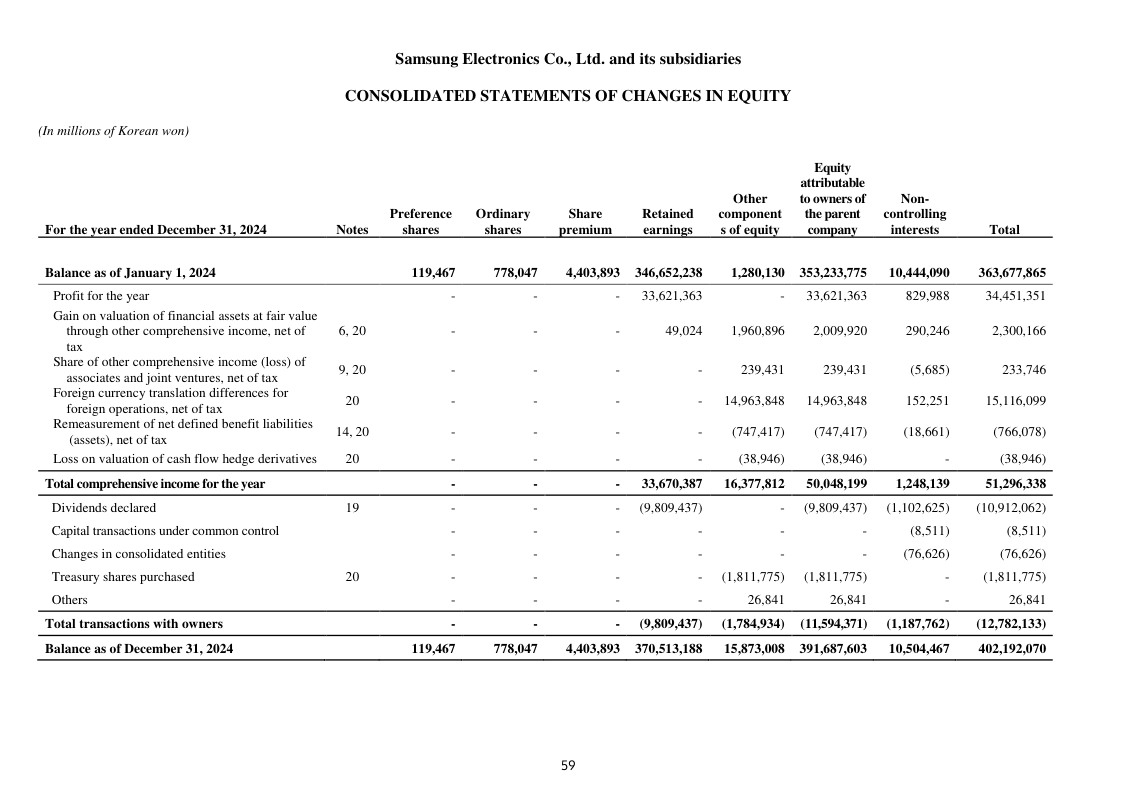 Samsung Electronics Co., Ltd. and its subsidiaries
CONSOLIDATED STATEMENTS OF CHANGES IN EQUITY
(In millions of Korean won)
For the year ended December 31, 2024 Notes Preference shares Ordinary shares Share premium Retained earnings Other component s of equity Equity attributable to owners of the parent company Non-controlling interests Total
Balance as of January 1, 2024 119,467 778,047 4,403,893 346,652,238 1,280,130 353,233,775 10,444,090 363,677,865
Profit for the year - - - 33,621,363 - 33,621,363 829,988 34,451,351
Gain on valuation of financial assets at fair value
through other comprehensive income, net of 6, 20 - - - 49,024 1,960,896 2,009,920 290,246 2,300,166
tax
Share of other comprehensive income (loss) of
associates and joint ventures, net of tax 9, 20 - - - - 239,431 239,431 (5,685) 233,746
Foreign currency translation differences for
foreign operations, net of tax 20 - - - - 14,963,848 14,963,848 152,251 15,116,099
Remeasurement of net defined benefit liabilities
(assets), net of tax 14, 20 - - - - (747,417) (747,417) (18,661) (766,078)
Loss on valuation of cash flow hedge derivatives 20 - - - - (38,946) (38,946) - (38,946)
Total comprehensive income for the year - - - 33,670,387 16,377,812 50,048,199 1,248,139 51,296,338
Dividends declared 19 - - - (9,809,437) - (9,809,437) (1,102,625) (10,912,062)
Capital transactions under common control - - - - - - (8,511) (8,511)
Changes in consolidated entities - - - - - - (76,626) (76,626)
Treasury shares purchased 20 - - - - (1,811,775) (1,811,775) - (1,811,775)
Others - - - - 26,841 26,841 - 26,841
Total transactions with owners - - - (9,809,437) (1,784,934) (11,594,371) (1,187,762) (12,782,133)
Balance as of December 31, 2024 119,467 778,047 4,403,893 370,513,188 15,873,008 391,687,603 10,504,467 402,192,070
59